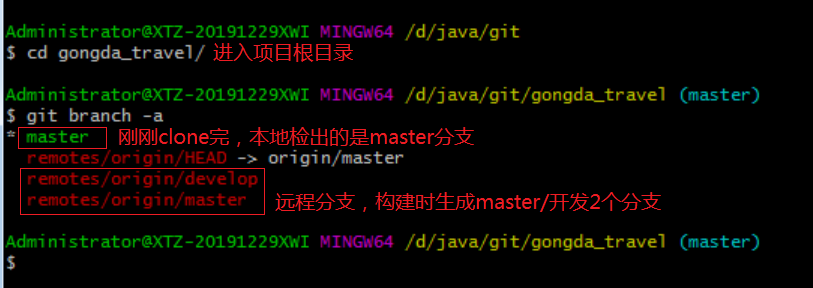 Administrator@XTZ-20191229XWI MINGW64 /d/java/git
$ cd gongda_travel/ 进入项目根目录
Administrator@XTZ-20191229XWI MINGW64 /d/java/git/gongda_travel (master)
$ git branch -a
* master 刚刚clone完，本地检出的是master分支
remotes/origin/HEAD -> origin/master
remotes/origin/develop
remotes/origin/master 远程分支，构建时生成master/开发2个分支
Administrator@XTZ-20191229XWI MINGW64 /d/java/git/gongda_travel (master)
$